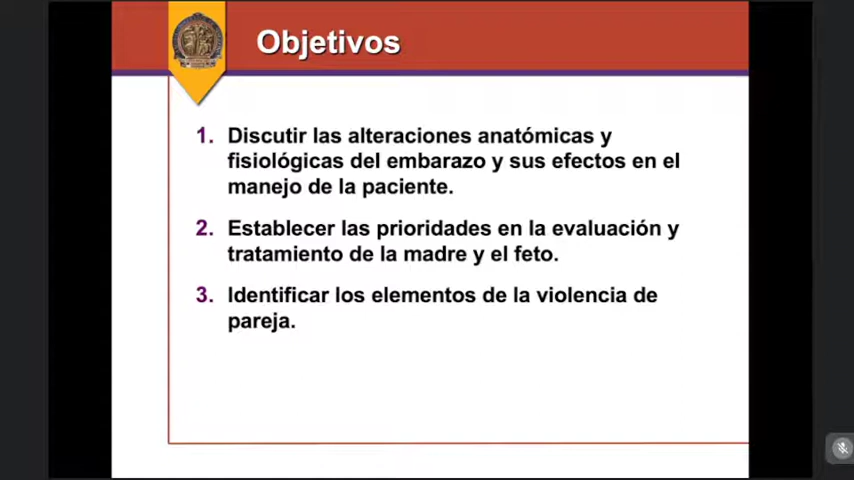 Objetivos
1. Discutir las alteraciones anatómicas y
fisiológicas del embarazo y sus efectos en el
manejo de la paciente.
2. Establecer las prioridades en la evaluación y
tratamiento de la madre y el feto.
3. Identificar los elementos de la violencia de
pareja.